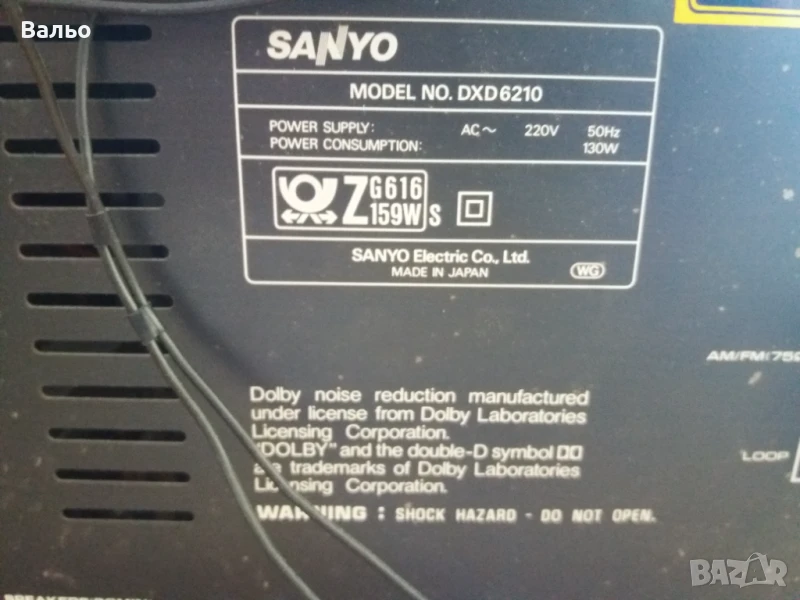 Вальо
SANYO
MODEL NO. DXD6210
POWER SUPPLY: AC~ 220V 50Hz
POWER CONSUMPTION: 130W
Z G616 159W S
SANYO Electric Co., Ltd.
MADE IN JAPAN WG
AM/FM(75Ω
Dolby noise reduction manufactured
under license from Dolby Laboratories
Licensing Corporation.
"DOLBY" and the double-D symbol
are trademarks of Dolby Laboratories
Licensing Corporation.
LOOP
WARNING : SHOCK HAZARD - DO NOT OPEN.
BAZAR